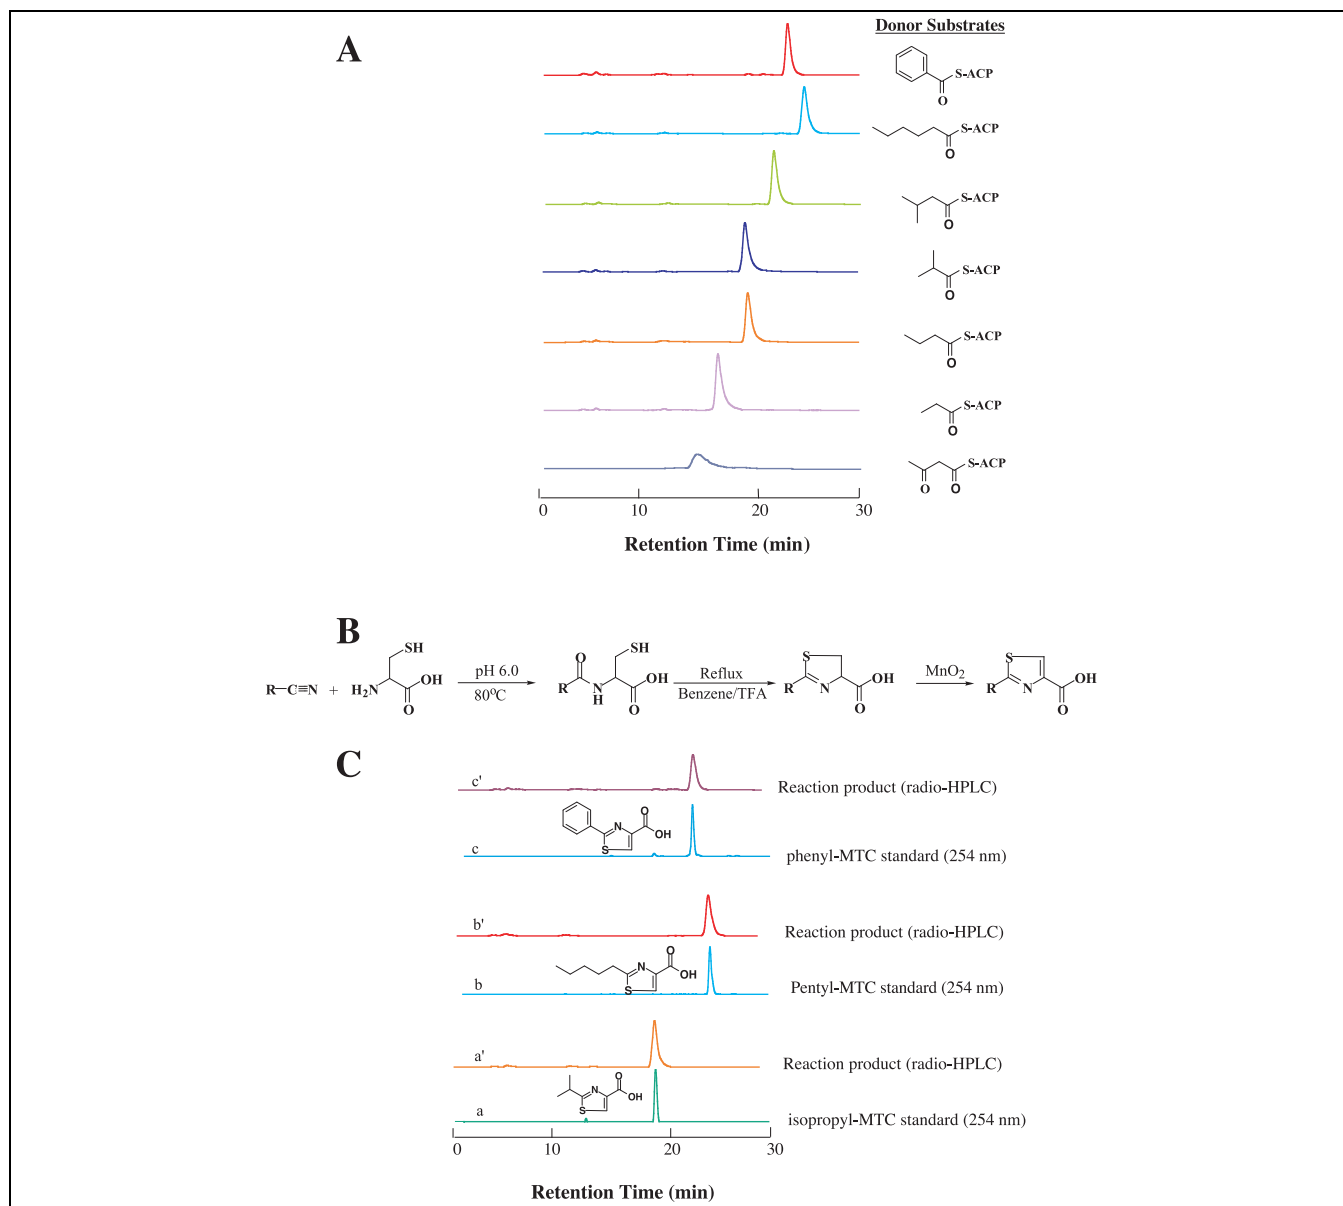 A
Donor Substrates
S-ACP
O
S-ACP
O
S-ACP
O
S-ACP
O
S-ACP
O
S-ACP
O
S-ACP
O O
0 10 20 30
Retention Time (min)
B
R—C≡N + H₂N SH OH O
pH 6.0
80°C
R O N H SH OH O
Reflux
Benzene/TFA
S R N OH O
MnO₂
S R N OH O
C
c' Reaction product (radio-HPLC)
N S O OH
c phenyl-MTC standard (254 nm)
b' Reaction product (radio-HPLC)
N S O OH
b Pentyl-MTC standard (254 nm)
a' Reaction product (radio-HPLC)
N S O OH
a isopropyl-MTC standard (254 nm)
0 10 20 30
Retention Time (min)